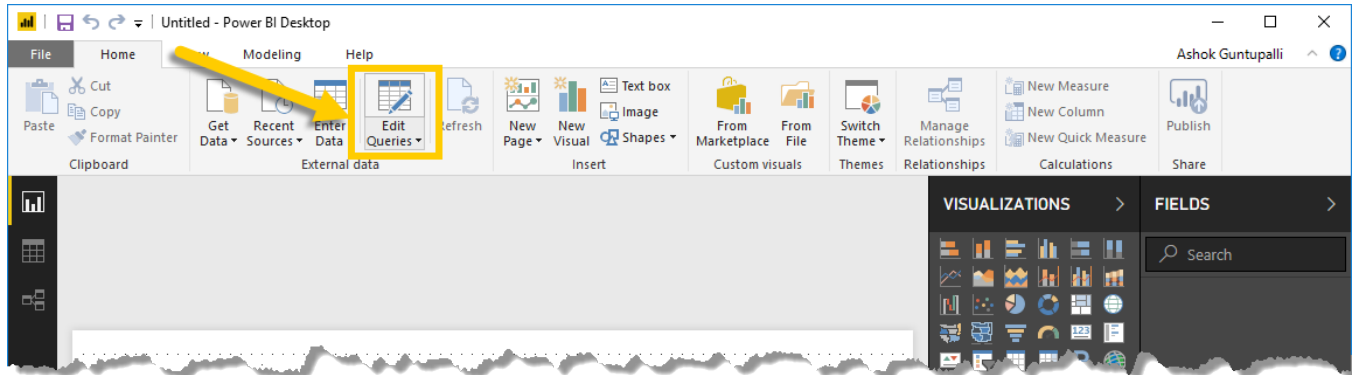 Untitled - Power BI Desktop
File Home Modeling Help Ashok Guntupalli ?
Paste
Cut
Copy
Format Painter
Clipboard
Get Data
Recent Sources
Enter Data
Edit Queries
Refresh
External data
New Page
New Visual
Text box
Image
Shapes
Insert
From Marketplace
From File
Custom visuals
Switch Theme
Themes
Manage Relationships
Relationships
New Measure
New Column
New Quick Measure
Calculations
Publish
Share
VISUALIZATIONS >
FIELDS >
Search
123